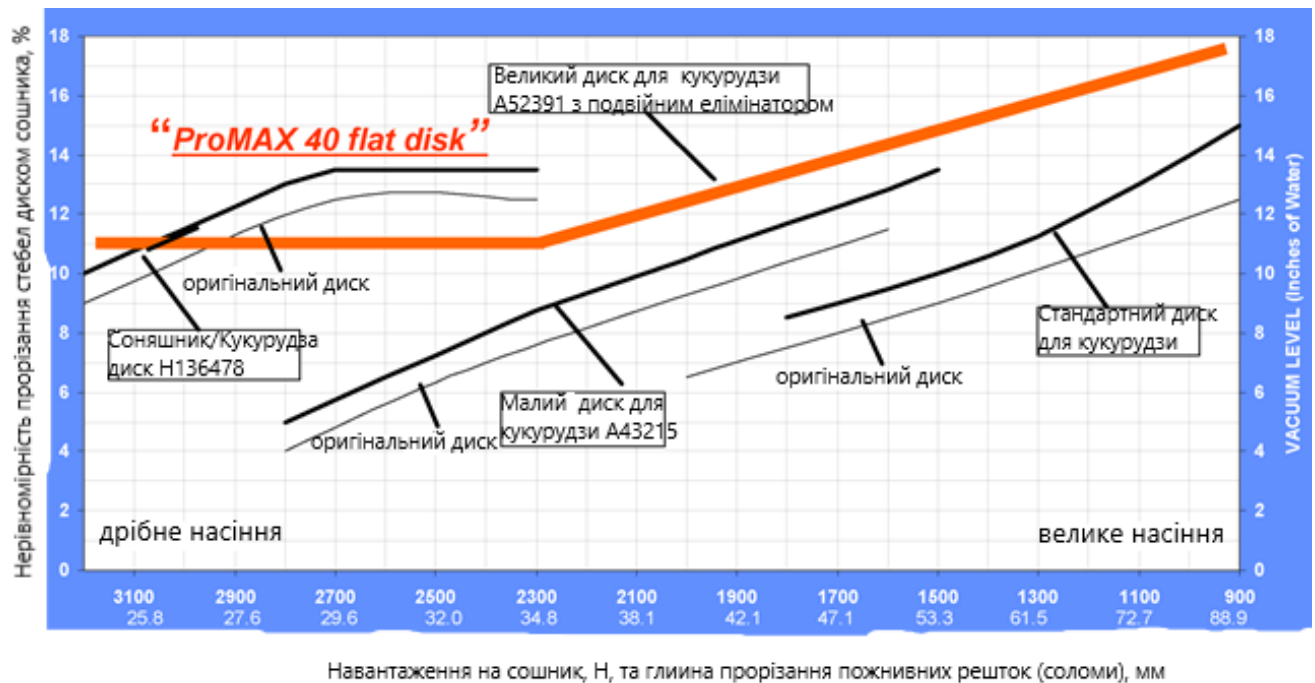 Нерівномірність прорізання стебел диском сошника, %
18
16
14
12
10
8
6
4
2
0
Великий диск для кукурудзи
А52391 з подвійним елімінатором
“ProMAX 40 flat disk”
оригінальний диск
Соняшник/Кукурудза
диск Н136478
оригінальний диск
Малий диск для
кукурудзи А43215
оригінальний диск
Стандартний диск
для кукурудзи
дрібне насіння
велике насіння
18
16
14
12
10
8
6
4
2
0
VACUUM LEVEL (Inches of Water)
3100 2900 2700 2500 2300 2100 1900 1700 1500 1300 1100 900
25.8 27.6 29.6 32.0 34.8 38.1 42.1 47.1 53.3 61.5 72.7 88.9
Навантаження на сошник, Н, та глиина прорізання пожнивних решток (соломи), мм